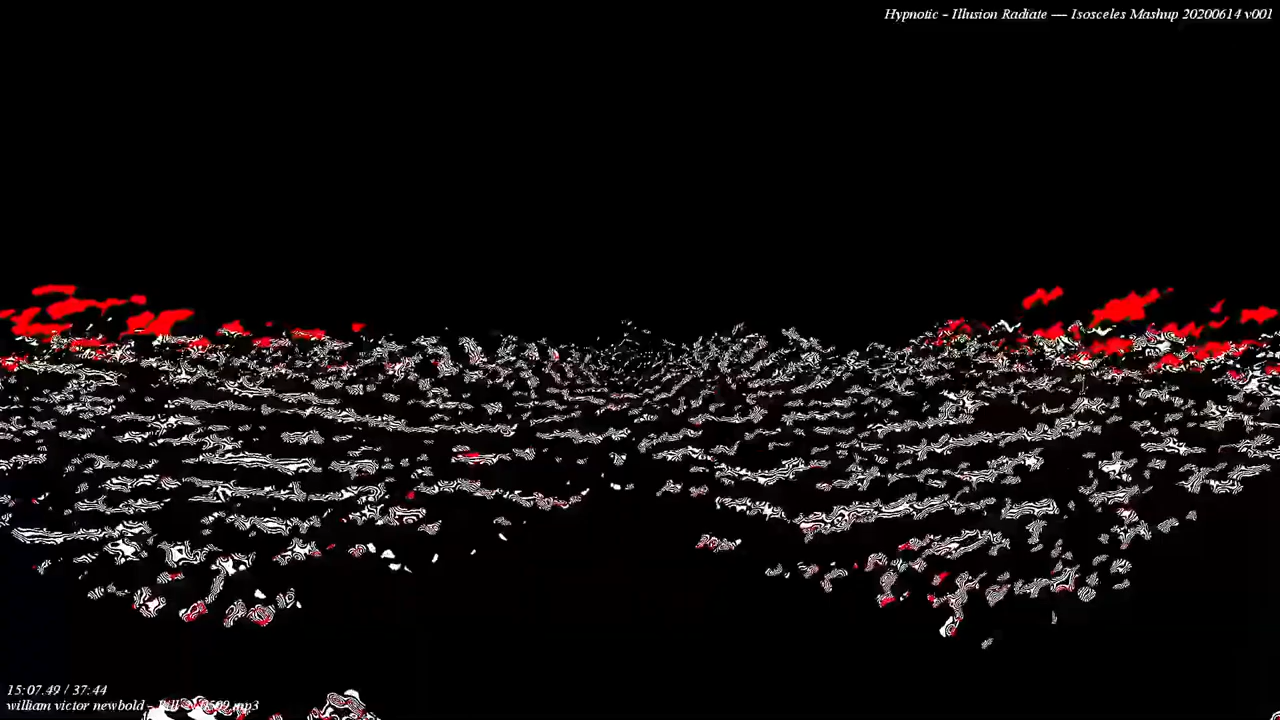 Hypnotic - Illusion Radiate --- Isosceles Mashup 20200614 v001
15:07.49 / 37:44
william victor newbold - mp3